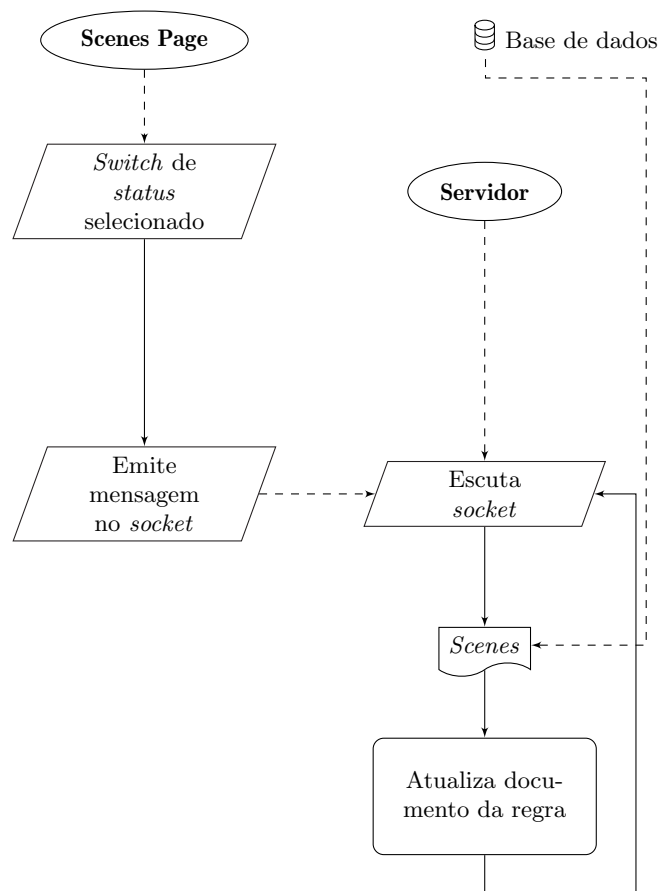 Scenes Page
Base de dados
Switch de
status
selecionado
Servidor
Emite
mensagem
no socket
Escuta
socket
Scenes
Atualiza docu-
mento da regra